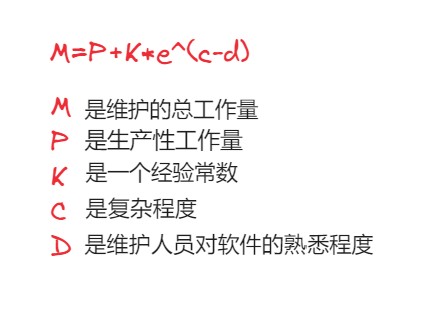 M=P+K*e^(c-d)
M 是维护的总工作量
P 是生产性工作量
K 是一个经验常数
C 是复杂程度
D 是维护人员对软件的熟悉程度